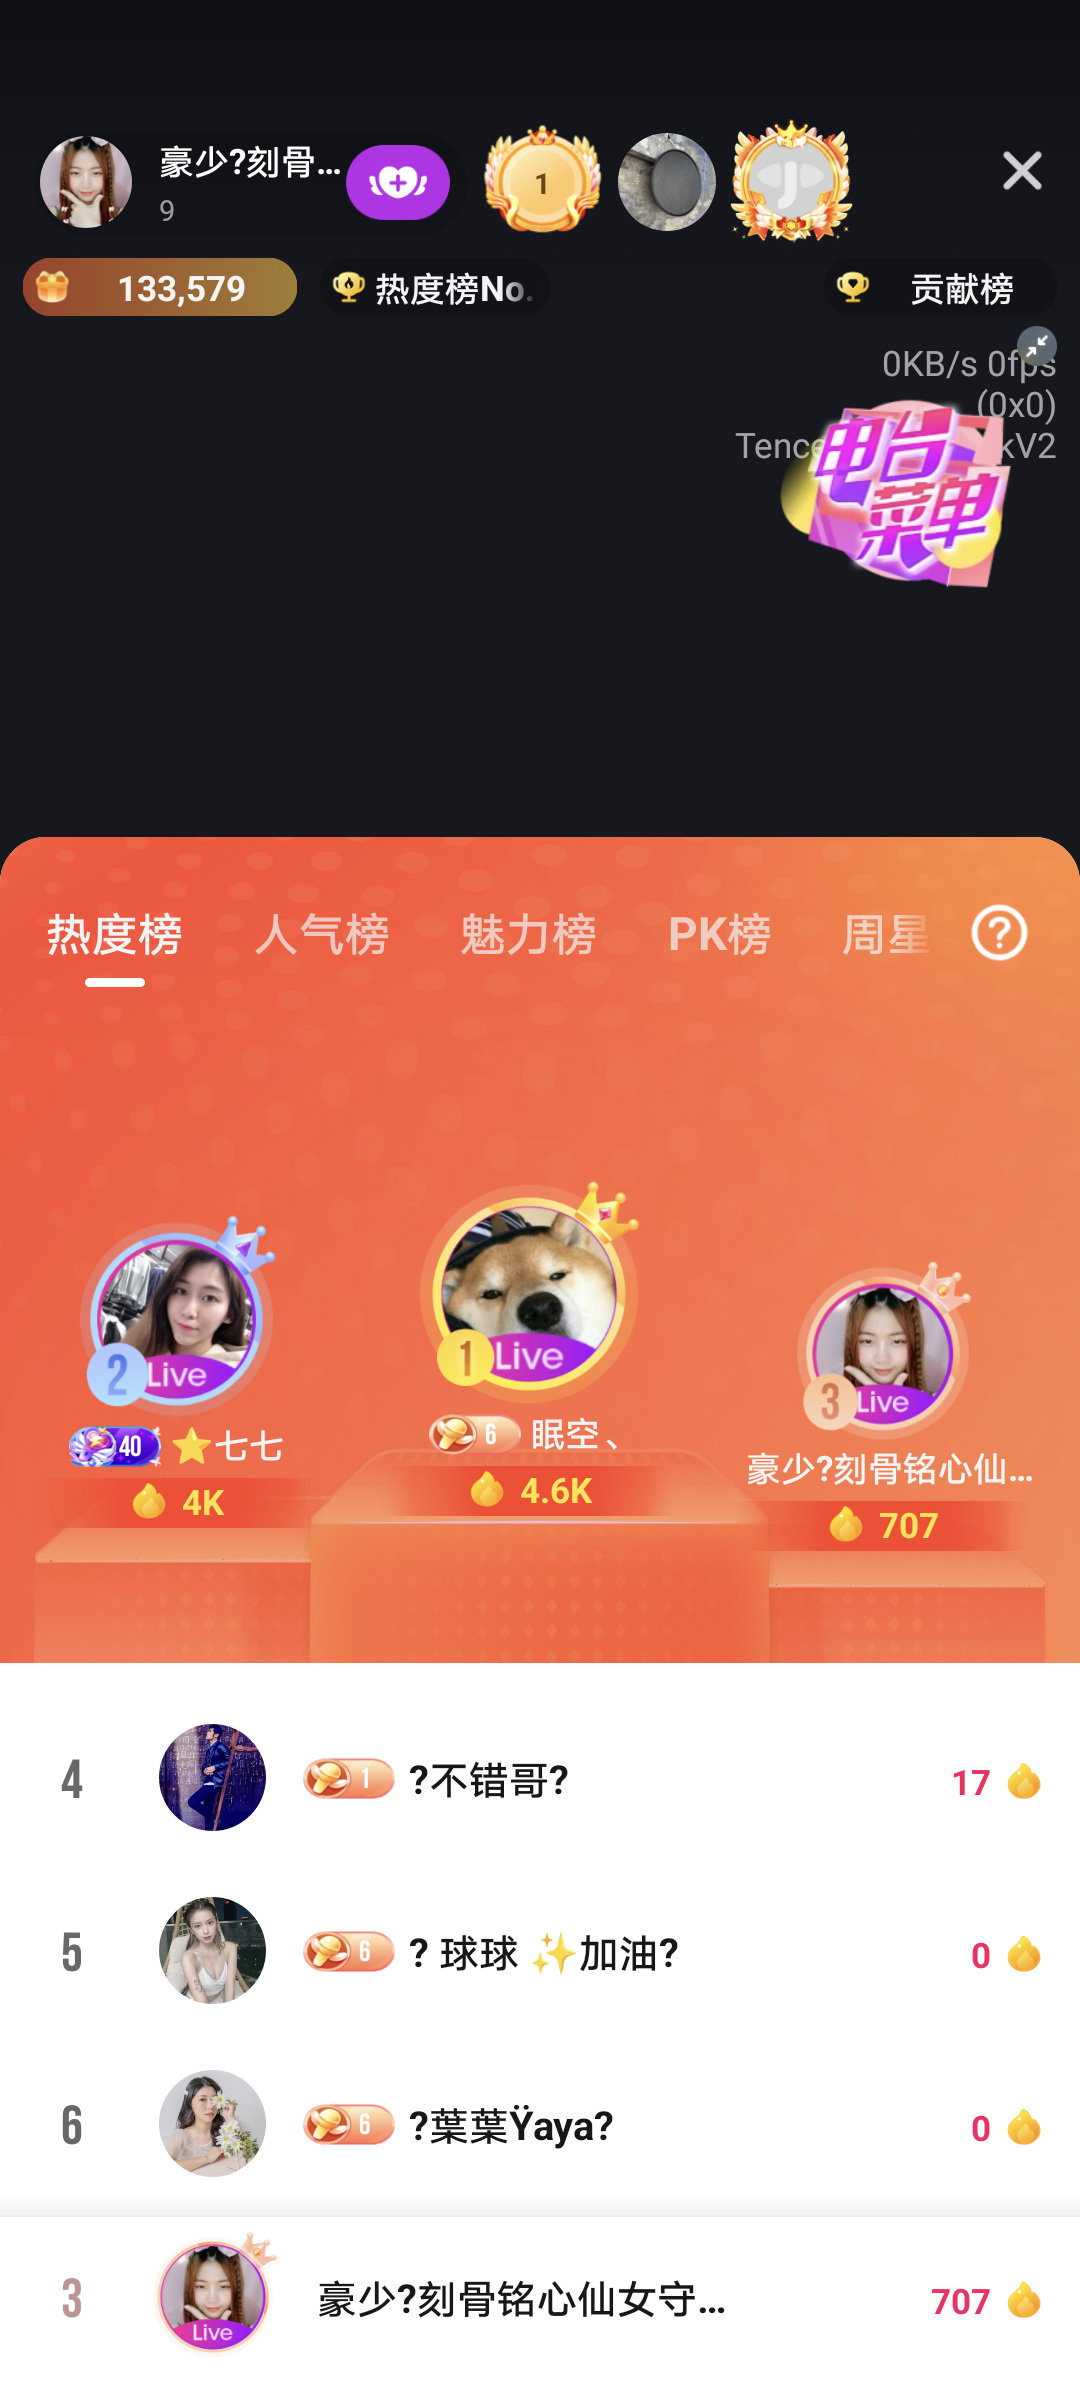 豪少?刻骨...
9
1
133,579
热度榜No.
贡献榜
0KB/s 0fps
(0x0)
Tence
kV2
电台
菜单
热度榜
人气榜
魅力榜
PK榜
周星
?
2
Live
40
⭐七七
4K
1
Live
6
眠空、
4.6K
3
Live
豪少?刻骨铭心仙...
707
4
1
?不错哥?
17
5
6
? 球球 ✨加油?
0
6
6
?葉葉Ÿaya?
0
3
Live
豪少?刻骨铭心仙女守...
707